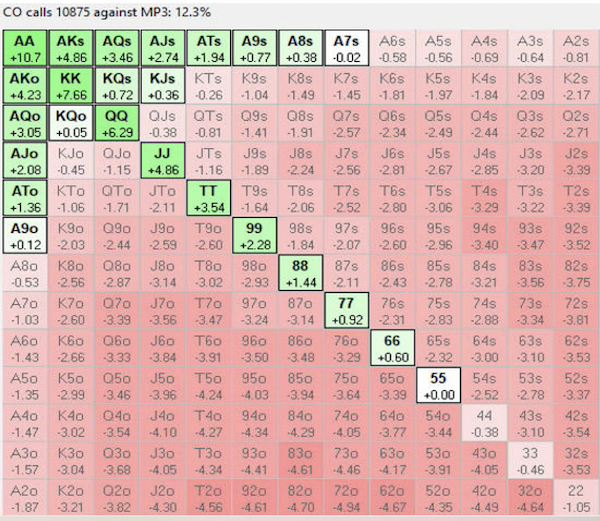 CO calls 10875 against MP3: 12.3%
AA AKs AQs AJs ATs A9s A8s A7s A6s A5s A4s A3s A2s
+10.7 +4.86 +3.46 +2.74 +1.94 +0.77 +0.38 -0.02 -0.58 -0.56 -0.69 -0.64 -0.81
AKo KK KQs KJs KTs K9s K8s K7s K6s K5s K4s K3s K2s
+4.23 +7.66 +0.72 +0.36 -0.26 -1.04 -1.49 -1.45 -1.81 -1.97 -1.84 -2.09 -2.17
AQo KQo QQ QJs QTs Q9s Q8s Q7s Q6s Q5s Q4s Q3s Q2s
+3.05 +0.05 +6.29 -0.38 -0.81 -1.41 -1.91 -2.57 -2.34 -2.49 -2.44 -2.62 -2.71
AJo KJo QJo JJ JTs J9s J8s J7s J6s J5s J4s J3s J2s
+2.08 -0.45 -1.15 +4.86 -1.16 -1.89 -2.24 -2.56 -2.81 -2.67 -2.85 -3.20 -3.39
ATo KTo QTo JTo TT T9s T8s T7s T6s T5s T4s T3s T2s
+1.36 -1.06 -1.71 -2.11 +3.54 -1.64 -2.06 -2.52 -2.80 -3.06 -3.29 -3.22 -3.39
A9o K9o Q9o J9o T9o 99 98s 97s 96s 95s 94s 93s 92s
+0.12 -2.03 -2.44 -2.59 -2.60 +2.28 -1.84 -2.07 -2.60 -2.96 -3.40 -3.47 -3.52
A8o K8o Q8o J8o T8o 98o 88 87s 86s 85s 84s 83s 82s
-0.53 -2.56 -2.87 -3.14 -3.02 -2.93 +1.44 -2.11 -2.43 -2.78 -3.21 -3.56 -3.75
A7o K7o Q7o J7o T7o 97o 87o 77 76s 75s 74s 73s 72s
-1.03 -2.60 -3.39 -3.56 -3.47 -3.24 -3.14 +0.92 -2.31 -2.83 -2.88 -3.34 -3.81
A6o K6o Q6o J6o T6o 96o 86o 76o 66 65s 64s 63s 62s
-1.43 -2.66 -3.33 -3.84 -3.91 -3.50 -3.48 -3.29 +0.60 -2.32 -3.00 -3.10 -3.53
A5o K5o Q5o J5o T5o 95o 85o 75o 65o 55 54s 53s 52s
-1.35 -2.99 -3.46 -3.96 -4.24 -4.03 -3.94 -3.64 -3.39 +0.00 -2.52 -2.78 -3.37
A4o K4o Q4o J4o T4o 94o 84o 74o 64o 54o 44 43s 42s
-1.47 -3.02 -3.54 -4.10 -4.27 -4.34 -4.29 -4.05 -3.77 -3.44 -0.38 -3.10 -3.54
A3o K3o Q3o J3o T3o 93o 83o 73o 63o 53o 43o 33 32s
-1.57 -3.04 -3.68 -4.05 -4.34 -4.41 -4.61 -4.46 -4.17 -3.91 -4.05 -0.46 -3.53
A2o K2o Q2o J2o T2o 92o 82o 72o 62o 52o 42o 32o 22
-1.87 -3.21 -3.82 -4.30 -4.56 -4.61 -4.70 -4.94 -4.67 -4.35 -4.49 -4.64 -1.05